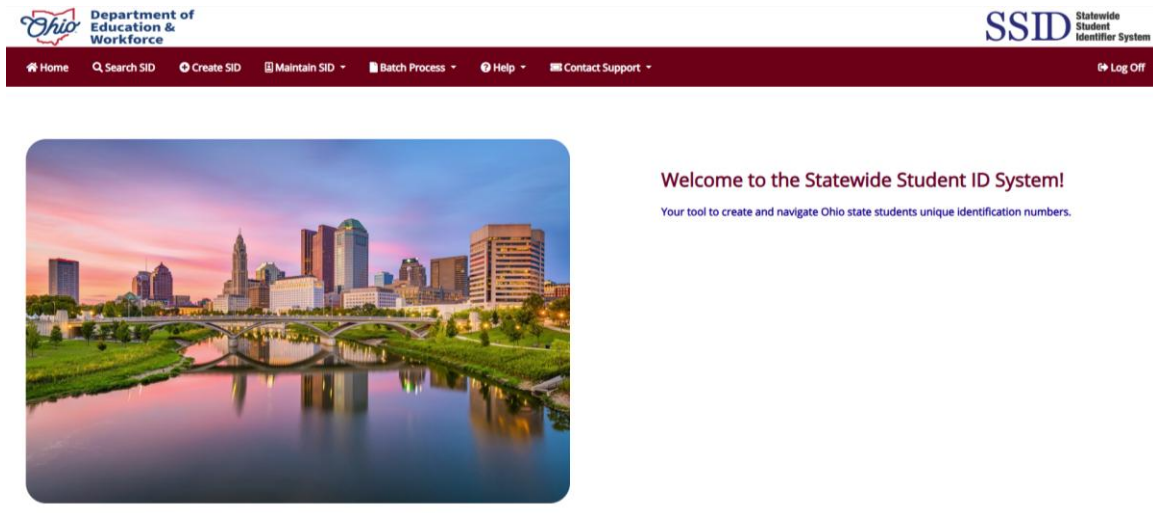 Ohio
Department of
Education &
Workforce
SSID
Statewide
Student
Identifier System
Home
Search SID
Create SID
Maintain SID
Batch Process
Help
Contact Support
Log Off
Welcome to the Statewide Student ID System!
Your tool to create and navigate Ohio state students unique identification numbers.